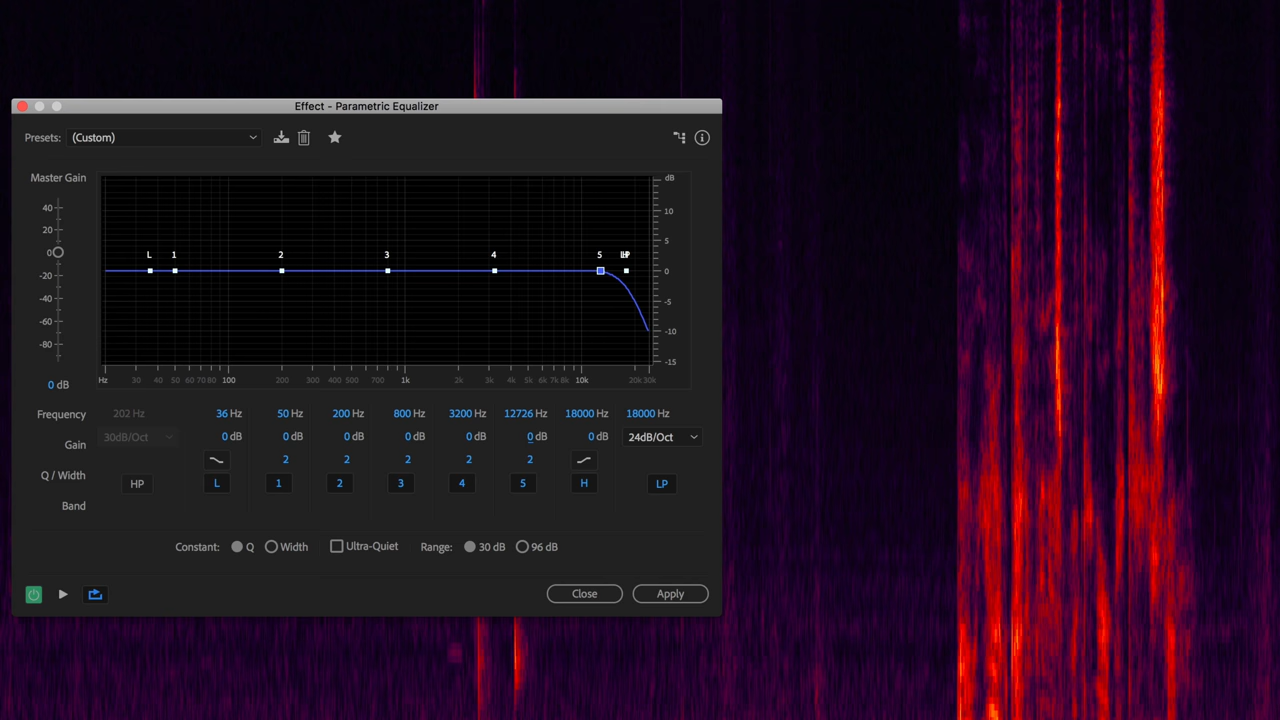 Effect - Parametric Equalizer
Presets: (Custom)
Master Gain
dB
40
20
0
-20
-40
-60
-80
0 dB
10
5
0
-5
-10
-15
L 1 2 3 4 5
Hz 30 40 50 60 70 80 100 200 300 400 500 700 1k 2k 3k 4k 5k 6k 7k 8k 10k 20k 30k
Frequency 202 Hz 36 Hz 50 Hz 200 Hz 800 Hz 3200 Hz 12726 Hz 18000 Hz 18000 Hz
Gain 30dB/Oct 0 dB 0 dB 0 dB 0 dB 0 dB 0 dB 0 dB 24dB/Oct
Q / Width 2 2 2 2 2
Band HP L 1 2 3 4 5 H LP
Constant: Q Width Ultra-Quiet Range: 30 dB 96 dB
Close Apply